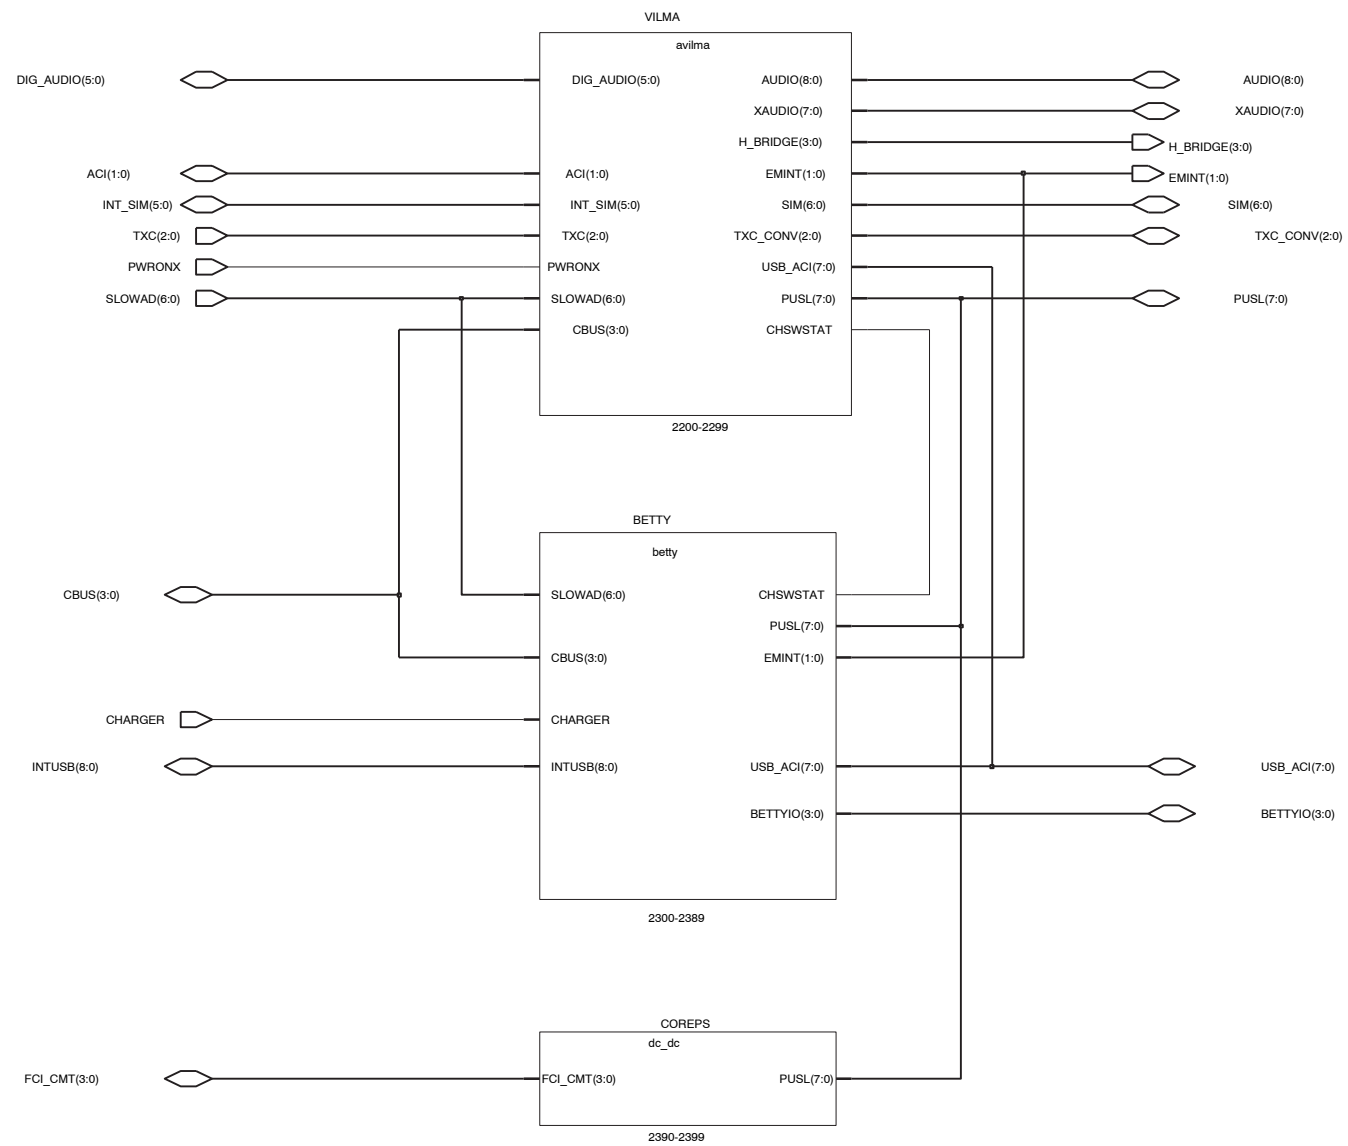 VILMA
avilma
DIG_AUDIO(5:0) DIG_AUDIO(5:0) AUDIO(8:0) AUDIO(8:0)
XAUDIO(7:0) XAUDIO(7:0)
H_BRIDGE(3:0) H_BRIDGE(3:0)
ACI(1:0) ACI(1:0) EMINT(1:0) EMINT(1:0)
INT_SIM(5:0) INT_SIM(5:0) SIM(6:0) SIM(6:0)
TXC(2:0) TXC(2:0) TXC_CONV(2:0) TXC_CONV(2:0)
PWRONX PWRONX USB_ACI(7:0)
SLOWAD(6:0) SLOWAD(6:0) PUSL(7:0) PUSL(7:0)
CBUS(3:0) CHSWSTAT
2200-2299
BETTY
betty
CBUS(3:0) SLOWAD(6:0) CHSWSTAT
PUSL(7:0)
CBUS(3:0) EMINT(1:0)
CHARGER CHARGER
INTUSB(8:0) INTUSB(8:0) USB_ACI(7:0) USB_ACI(7:0)
BETTYIO(3:0) BETTYIO(3:0)
2300-2389
COREPS
dc_dc
FCI_CMT(3:0) FCI_CMT(3:0) PUSL(7:0)
2390-2399